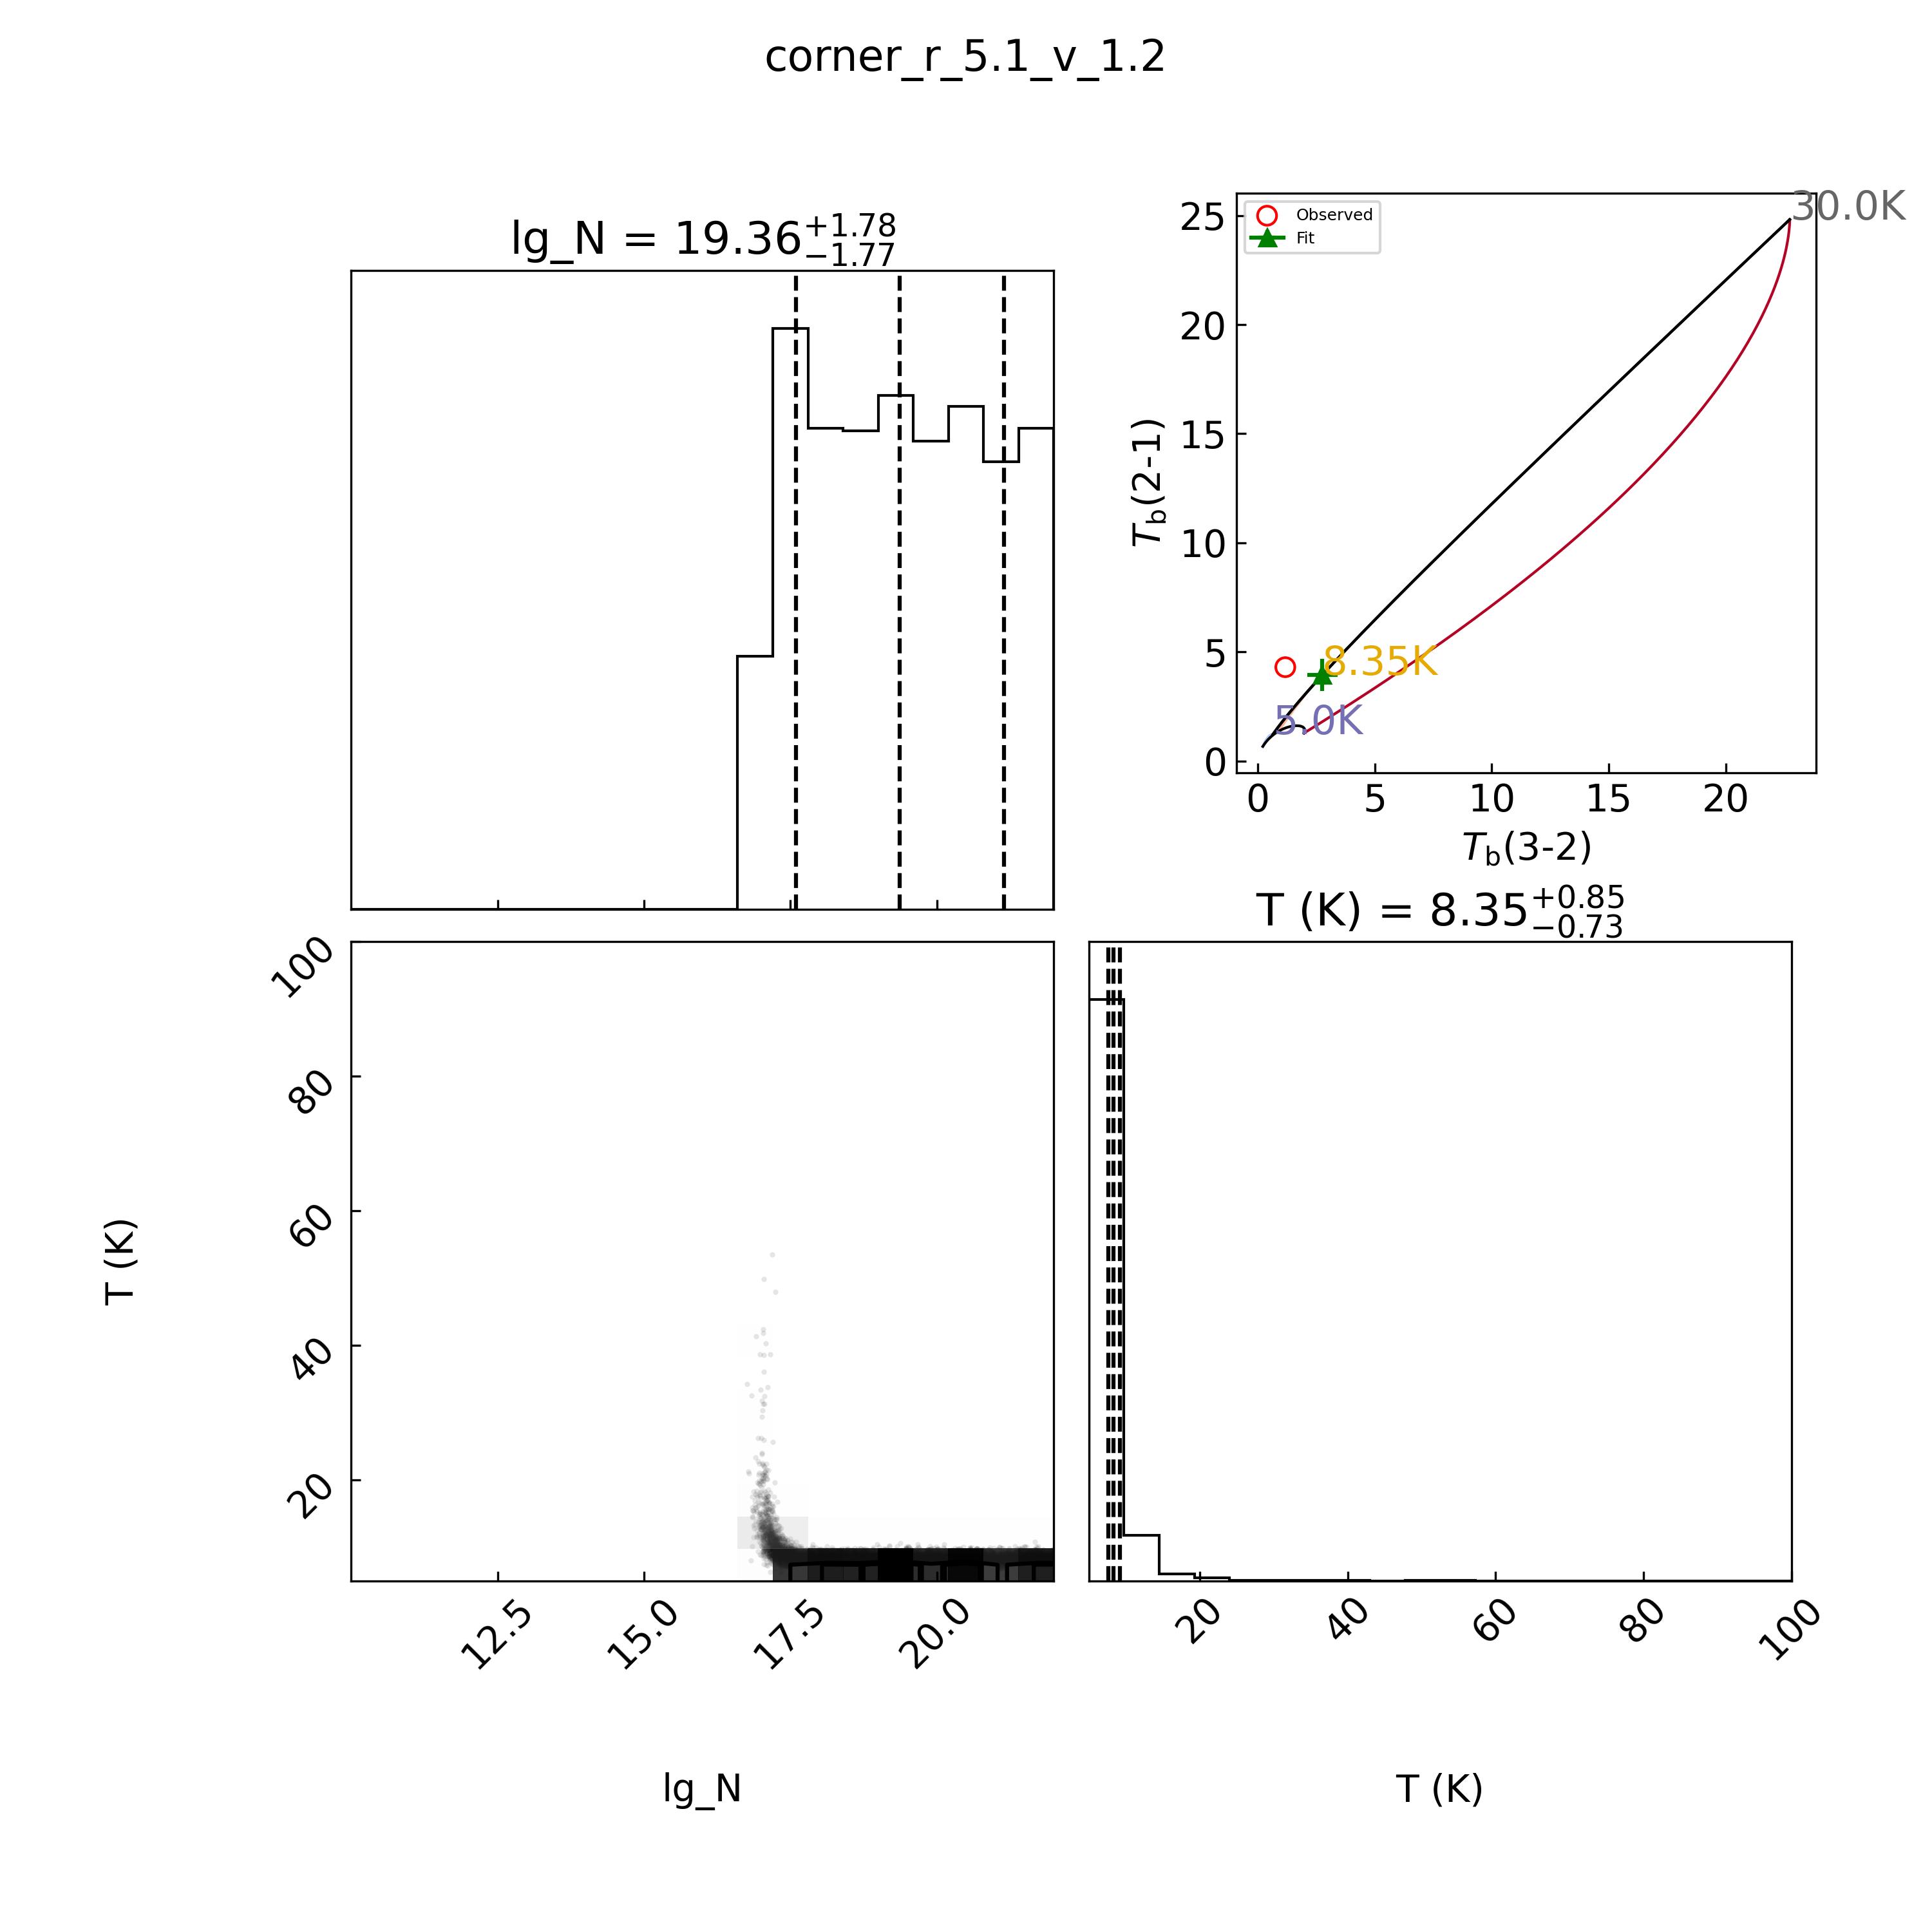 corner_r_5.1_v_1.2
lg_N = 19.36+1.78−1.77
Observed
Fit
30.0K
8.35K
5.0K
25
20
15
10
5
0
Tb(2-1)
0 5 10 15 20
Tb(3-2)
T (K) = 8.35+0.85−0.73
100
80
60
40
20
T (K)
12.5 15.0 17.5 20.0
lg_N
20 40 60 80 100
T (K)